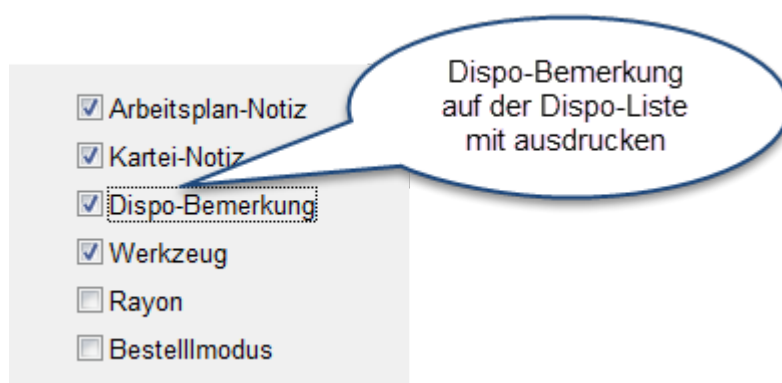 Dispo-Bemerkung
auf der Dispo-Liste
mit ausdrucken
Arbeitsplan-Notiz
Kartei-Notiz
Dispo-Bemerkung
Werkzeug
Rayon
Bestelllmodus